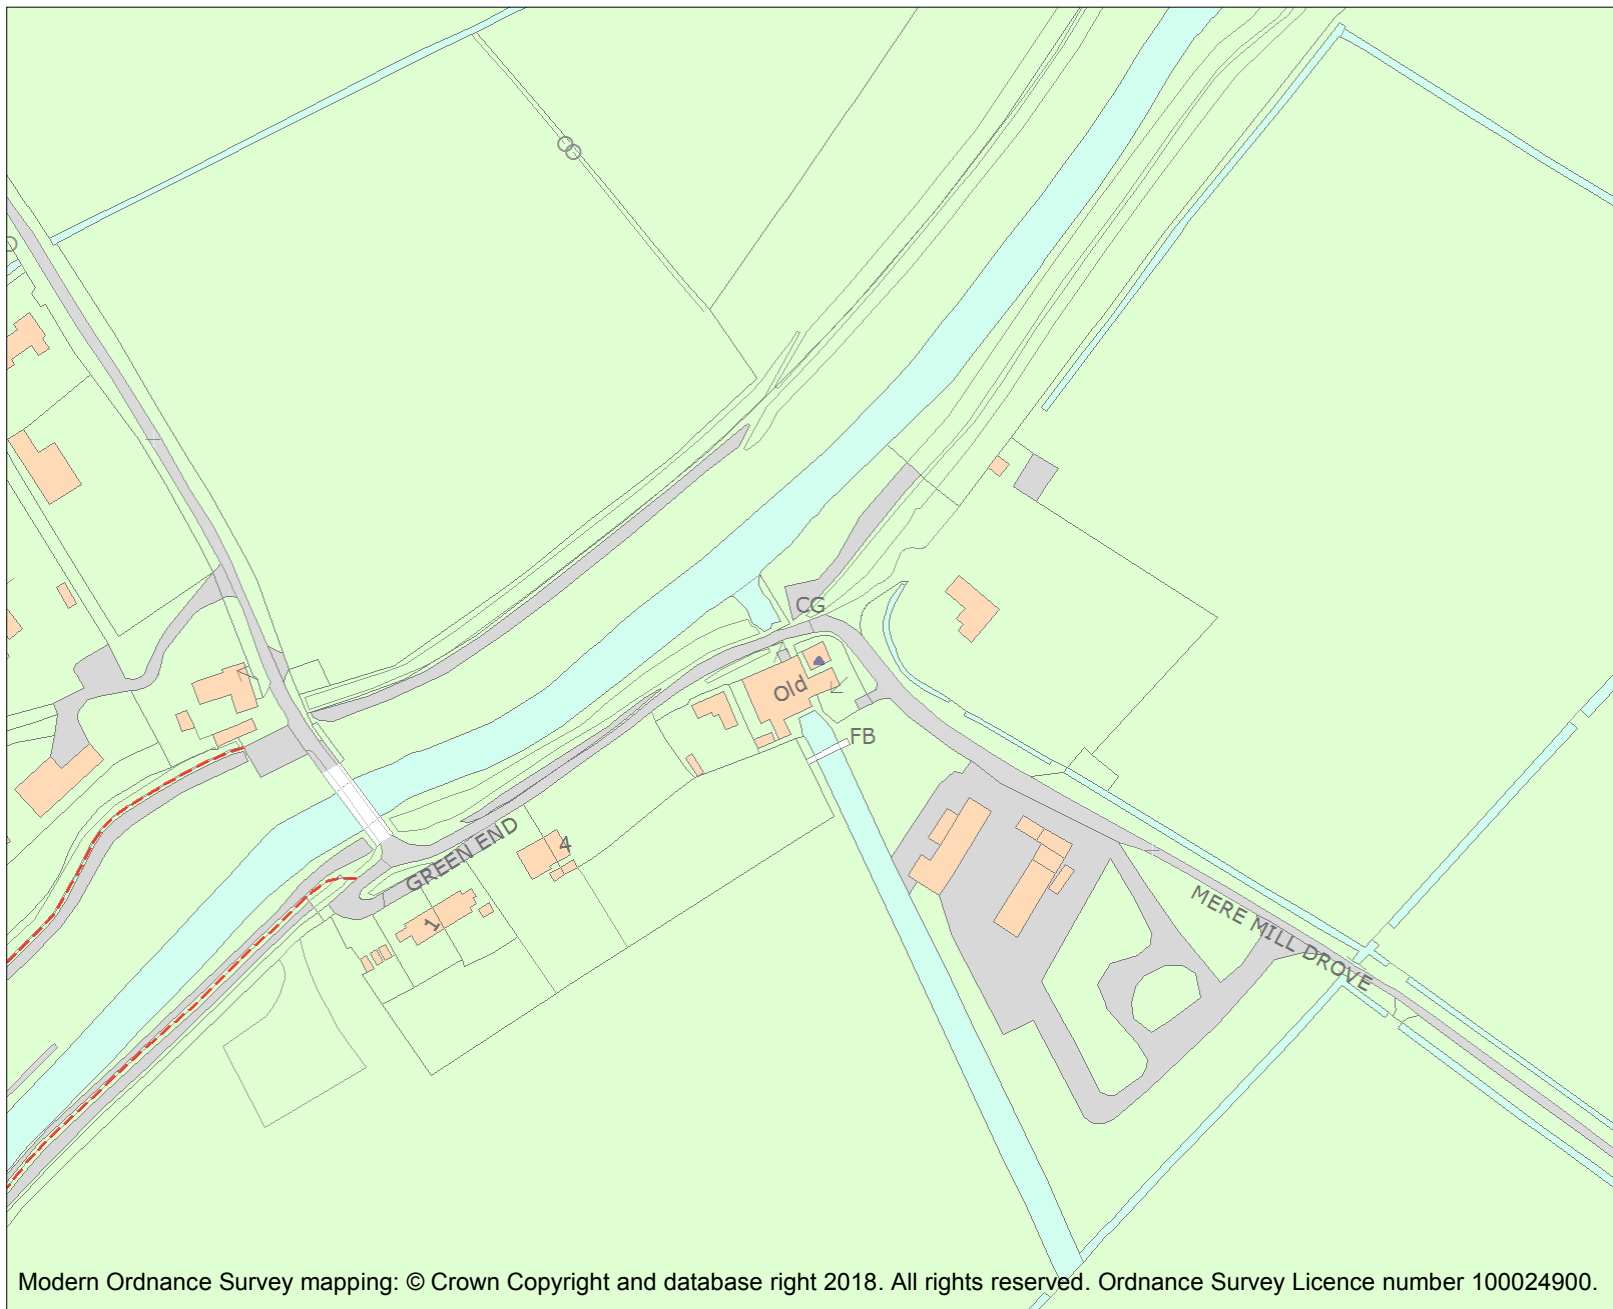 CG
Old
FB
GREEN END
4
1
MERE MILL DROVE
Modern Ordnance Survey mapping: © Crown Copyright and database right 2018. All rights reserved. Ordnance Survey Licence number 100024900.